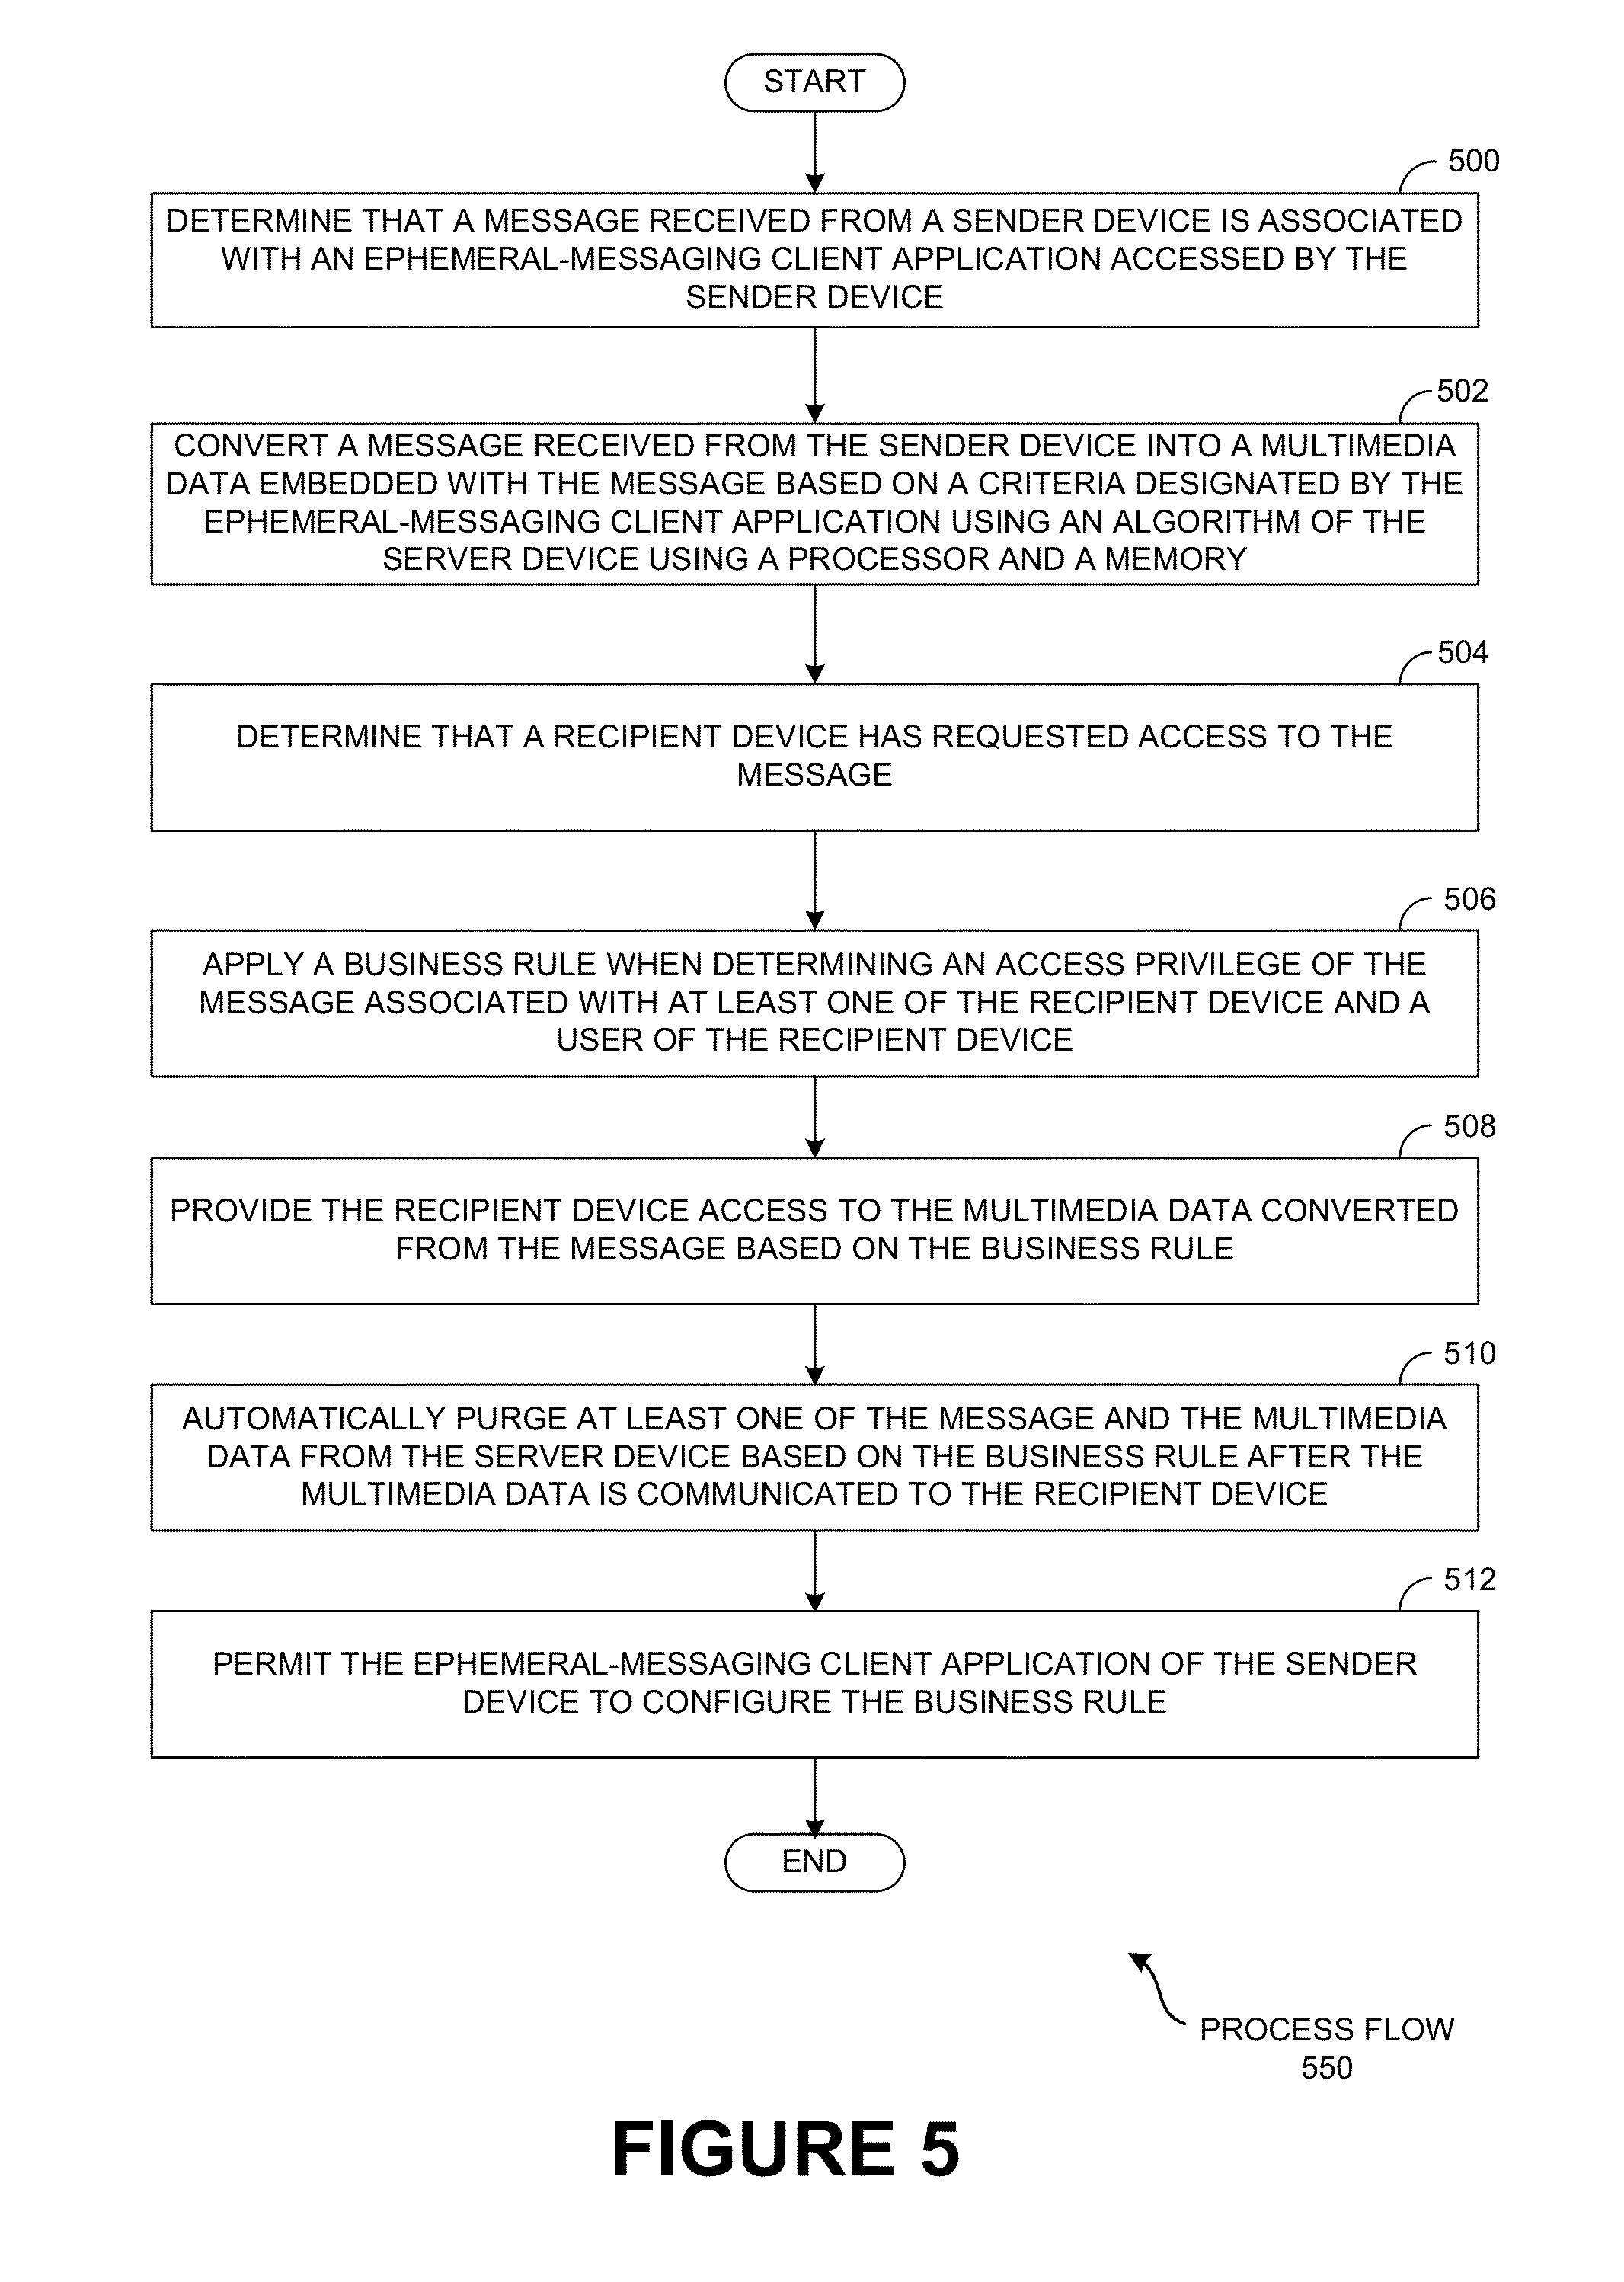 START
500
DETERMINE THAT A MESSAGE RECEIVED FROM A SENDER DEVICE IS ASSOCIATED
WITH AN EPHEMERAL-MESSAGING CLIENT APPLICATION ACCESSED BY THE
SENDER DEVICE
502
CONVERT A MESSAGE RECEIVED FROM THE SENDER DEVICE INTO A MULTIMEDIA
DATA EMBEDDED WITH THE MESSAGE BASED ON A CRITERIA DESIGNATED BY THE
EPHEMERAL-MESSAGING CLIENT APPLICATION USING AN ALGORITHM OF THE
SERVER DEVICE USING A PROCESSOR AND A MEMORY
504
DETERMINE THAT A RECIPIENT DEVICE HAS REQUESTED ACCESS TO THE
MESSAGE
506
APPLY A BUSINESS RULE WHEN DETERMINING AN ACCESS PRIVILEGE OF THE
MESSAGE ASSOCIATED WITH AT LEAST ONE OF THE RECIPIENT DEVICE AND A
USER OF THE RECIPIENT DEVICE
508
PROVIDE THE RECIPIENT DEVICE ACCESS TO THE MULTIMEDIA DATA CONVERTED
FROM THE MESSAGE BASED ON THE BUSINESS RULE
510
AUTOMATICALLY PURGE AT LEAST ONE OF THE MESSAGE AND THE MULTIMEDIA
DATA FROM THE SERVER DEVICE BASED ON THE BUSINESS RULE AFTER THE
MULTIMEDIA DATA IS COMMUNICATED TO THE RECIPIENT DEVICE
512
PERMIT THE EPHEMERAL-MESSAGING CLIENT APPLICATION OF THE SENDER
DEVICE TO CONFIGURE THE BUSINESS RULE
END
PROCESS FLOW
550
FIGURE 5